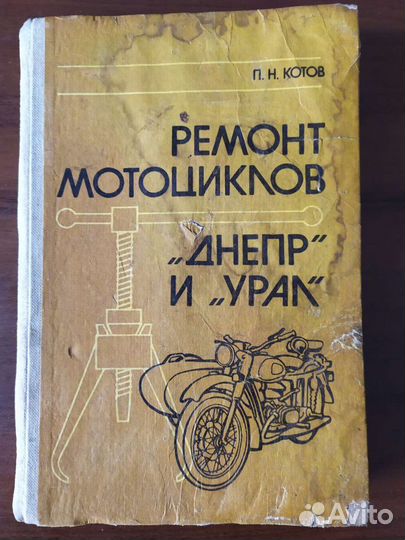 П. Н. КОТОВ
РЕМОНТ
МОТОЦИКЛОВ
„ДНЕПР"
И „УРАЛ"
Avito